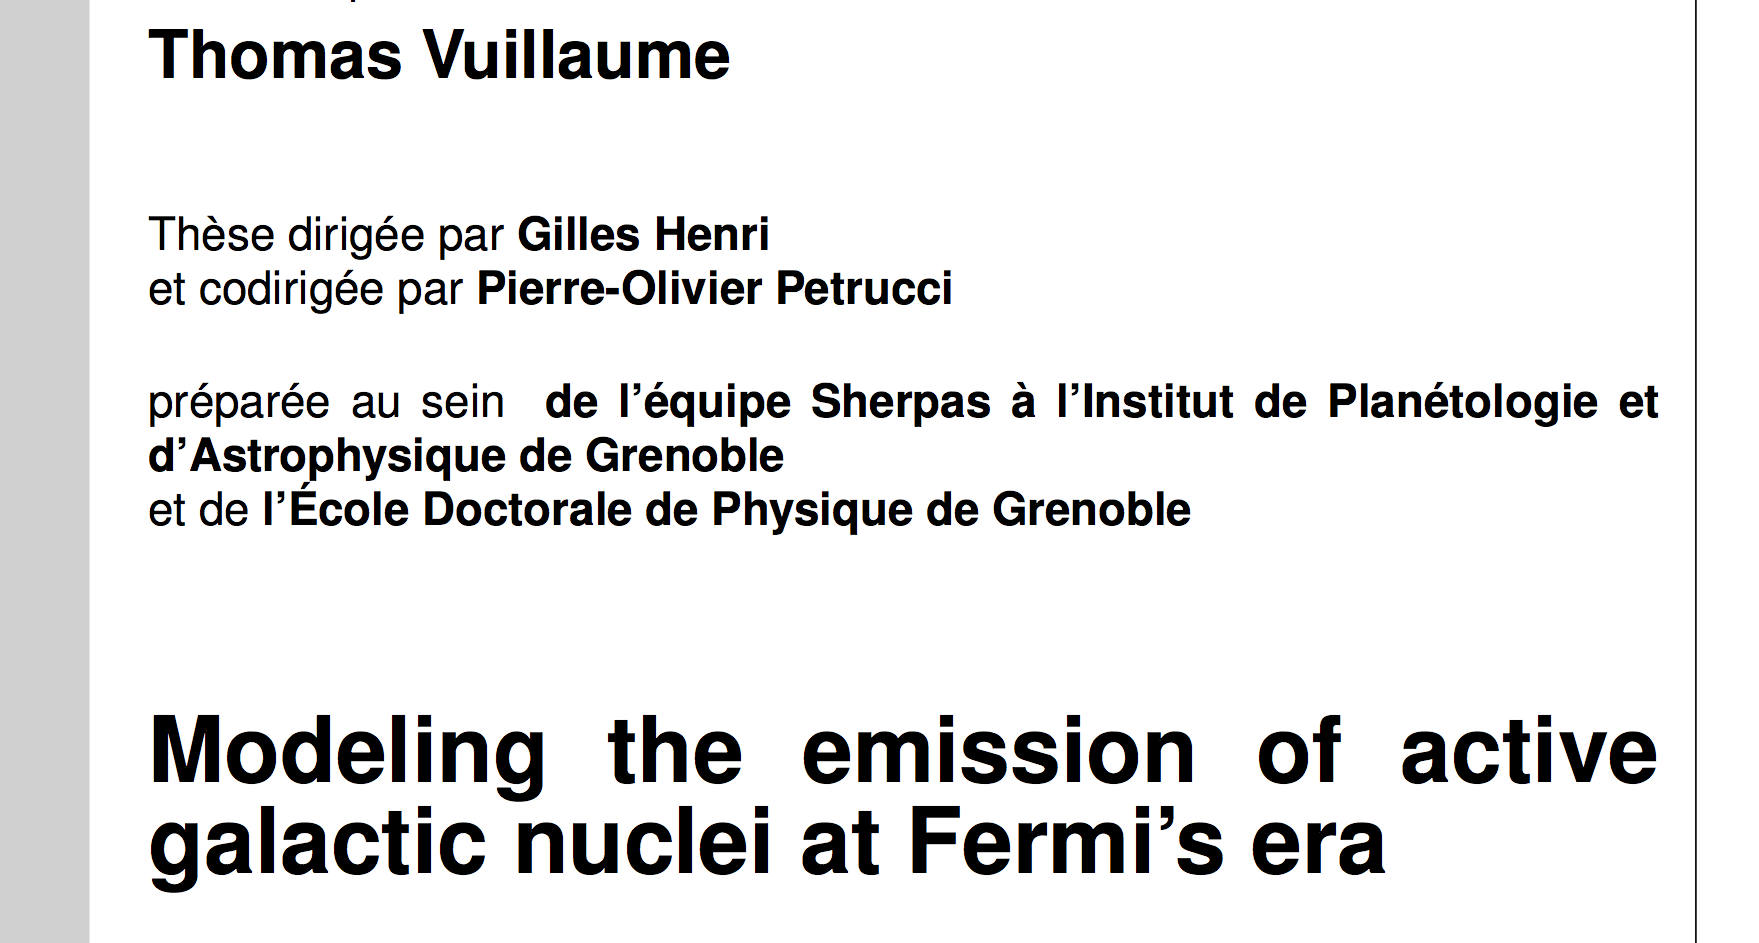 Thomas Vuillaume
Thèse dirigée par Gilles Henri
et codirigée par Pierre-Olivier Petrucci
préparée au sein de l’équipe Sherpas à l’Institut de Planétologie et
d’Astrophysique de Grenoble
et de l’École Doctorale de Physique de Grenoble
Modeling the emission of active
galactic nuclei at Fermi’s era